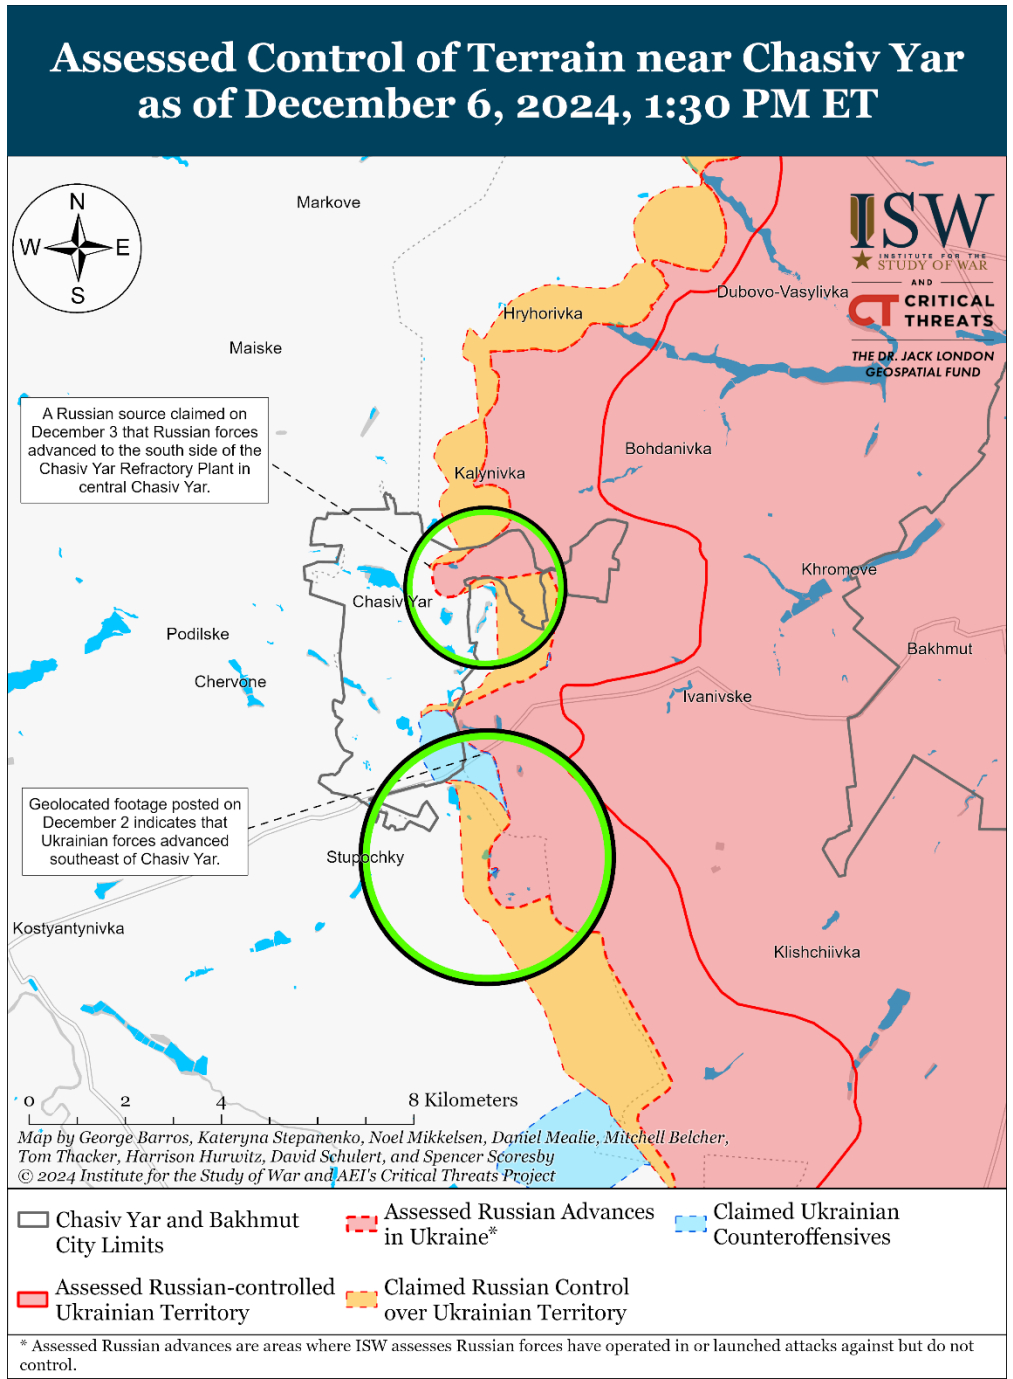 Assessed Control of Terrain near Chasiv Yar
as of December 6, 2024, 1:30 PM ET
N
W E
S
Markove
ISW
INSTITUTE FOR THE
STUDY OF WAR
AND
CT CRITICAL
THREATS
THE DR. JACK LONDON
GEOSPATIAL FUND
Dubovo-Vasylivka
Hryhorivka
Maiske
A Russian source claimed on
December 3 that Russian forces
advanced to the south side of the
Chasiv Yar Refractory Plant in
central Chasiv Yar.
Bohdanivka
Kalynivka
Khromove
Chasiv Yar
Podilske
Bakhmut
Chervone
Ivanivske
Geolocated footage posted on
December 2 indicates that
Ukrainian forces advanced
southeast of Chasiv Yar.
Stupochky
Kostyantynivka
Klishchiivka
0 2 4 8 Kilometers
Map by George Barros, Kateryna Stepanenko, Noel Mikkelsen, Daniel Mealie, Mitchell Belcher,
Tom Thacker, Harrison Hurwitz, David Schulert, and Spencer Scoresby
© 2024 Institute for the Study of War and AEI's Critical Threats Project
Chasiv Yar and Bakhmut
City Limits
Assessed Russian Advances
in Ukraine*
Claimed Ukrainian
Counteroffensives
Assessed Russian-controlled
Ukrainian Territory
Claimed Russian Control
over Ukrainian Territory
* Assessed Russian advances are areas where ISW assesses Russian forces have operated in or launched attacks against but do not
control.